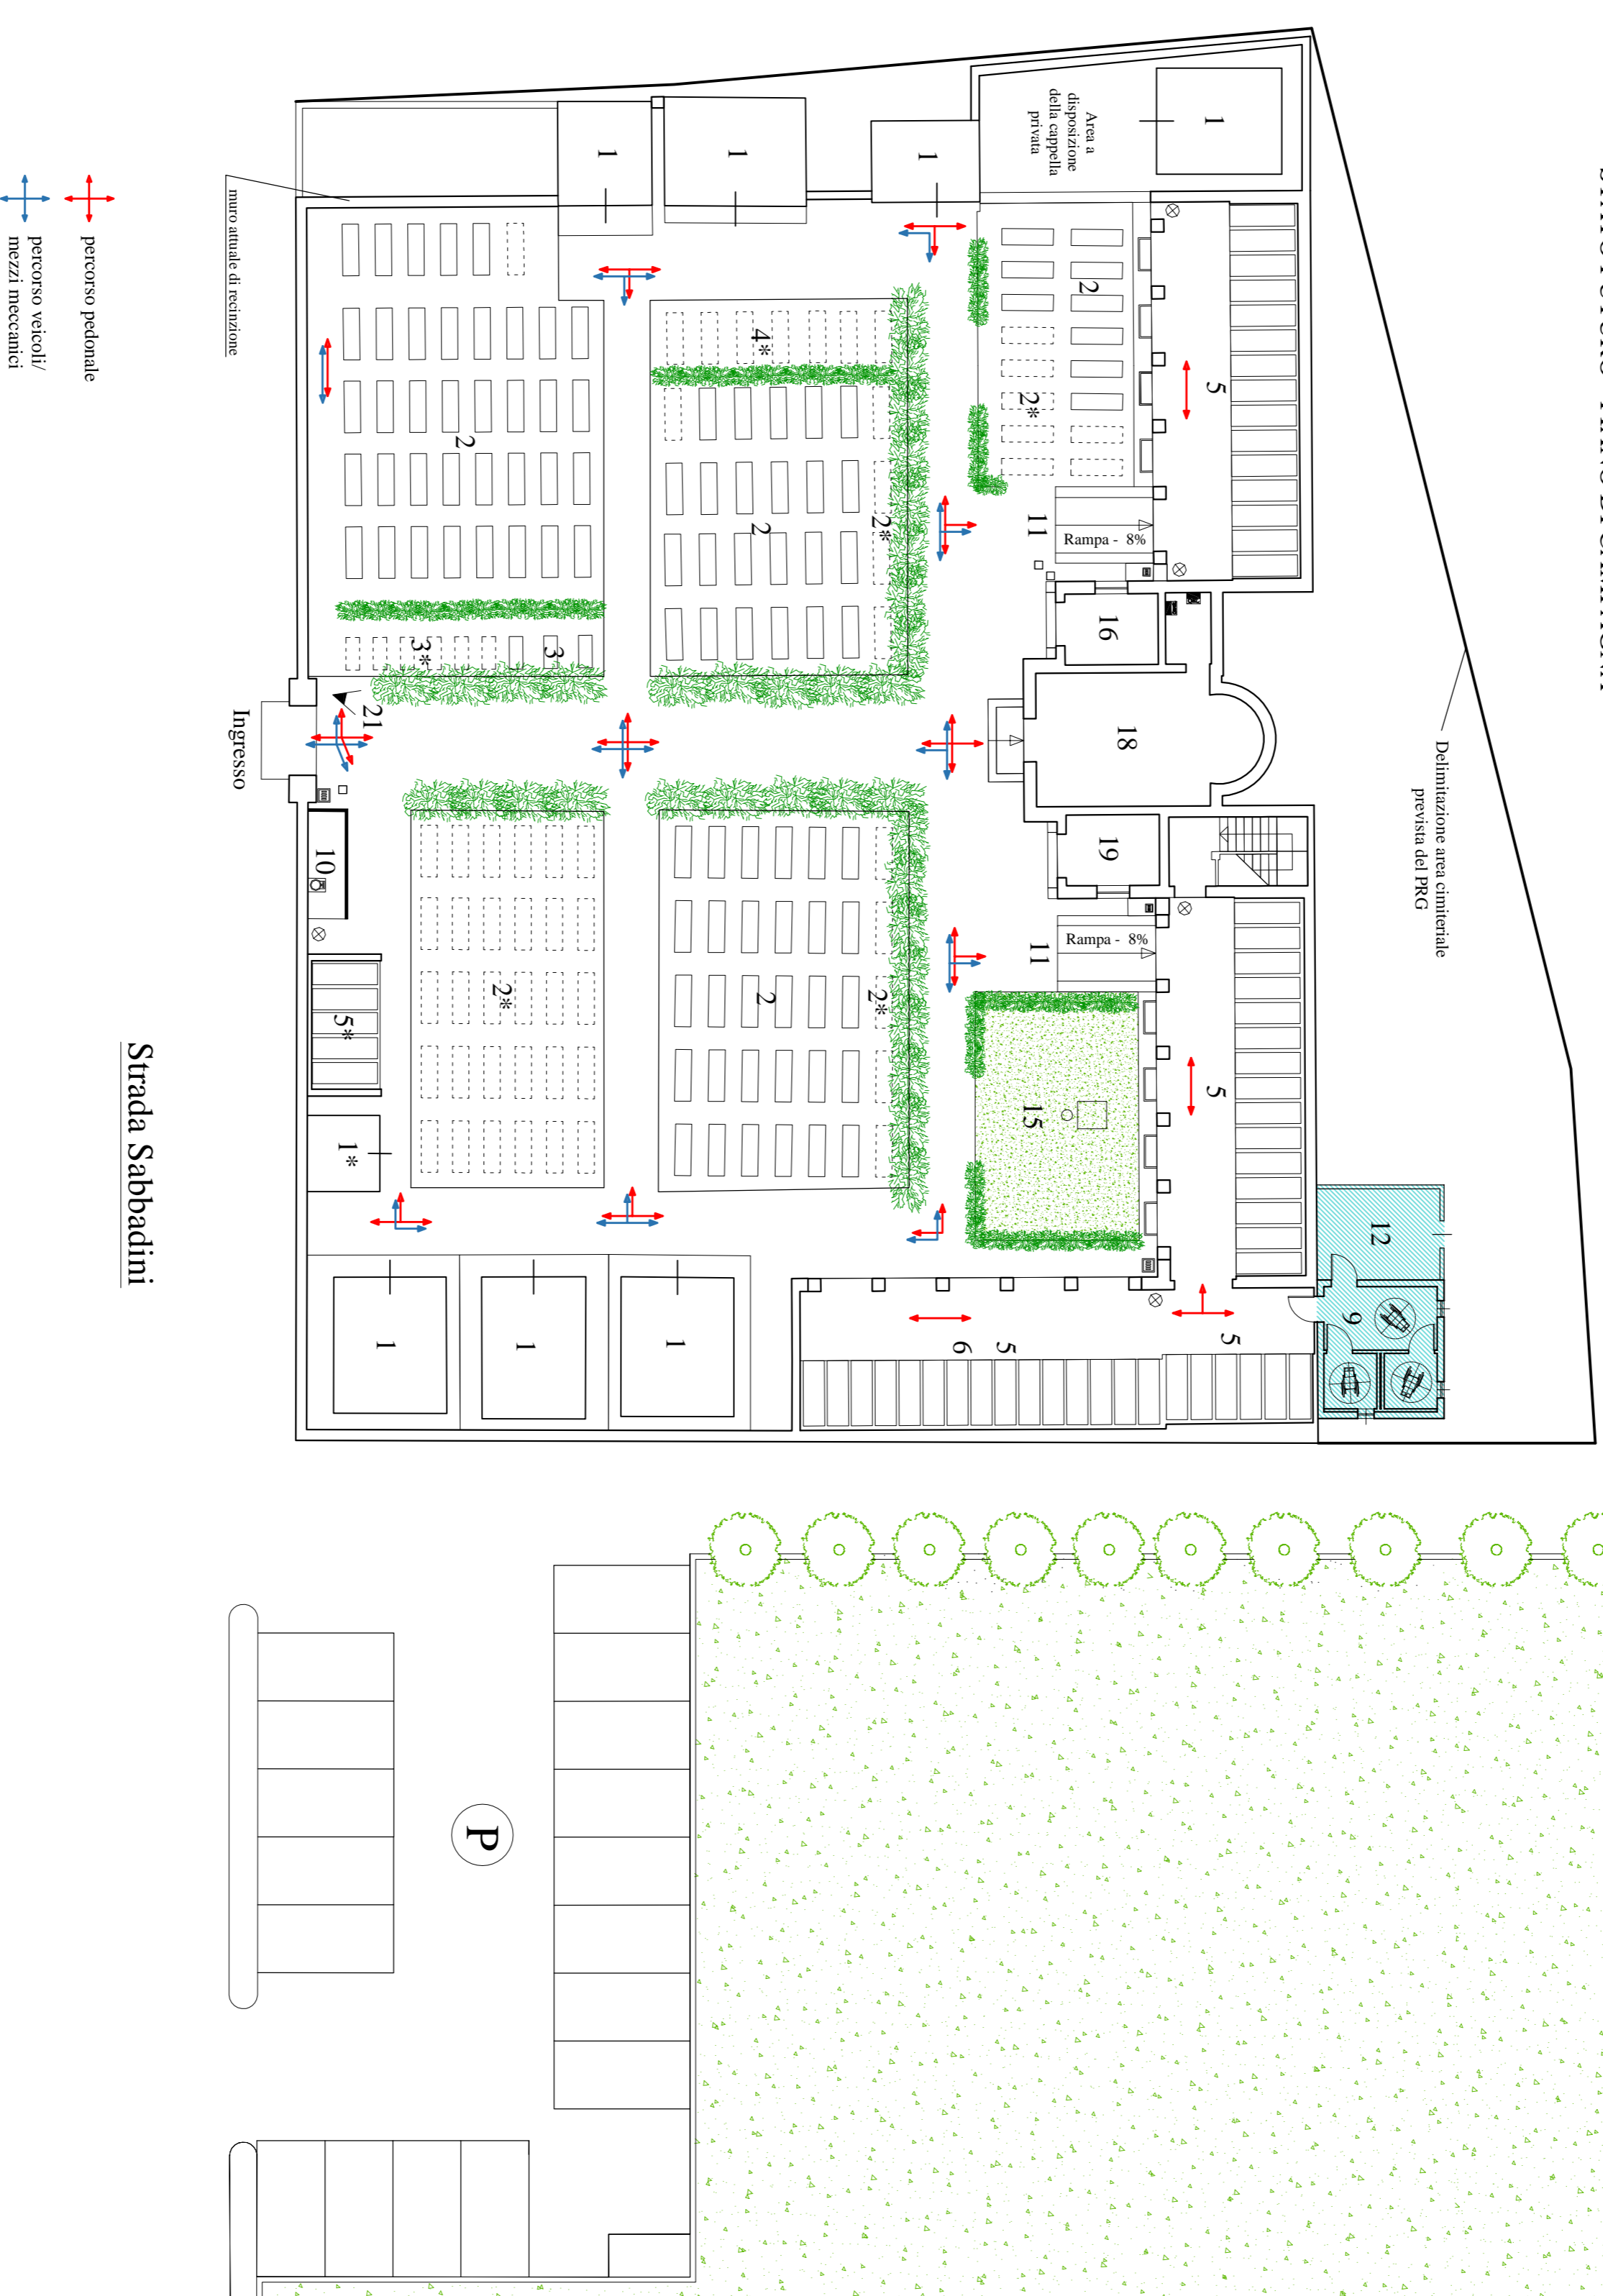 Delimitazione area cimiteriale
prevista del PRG
1
Area a
disposizione
della cappella
privata
1
1
1
5
2
2*
11
Rampa - 8%
16
18
19
11
Rampa - 8%
5
15
12
9
5
5
6
4*
2
2*
2
2*
2
3*
3
21
Ingresso
10
5*
1*
2*
1
1
1
muro attuale di recinzione
percorso pedonale
percorso veicoli/
mezzi meccanici
Strada Sabbadini
P